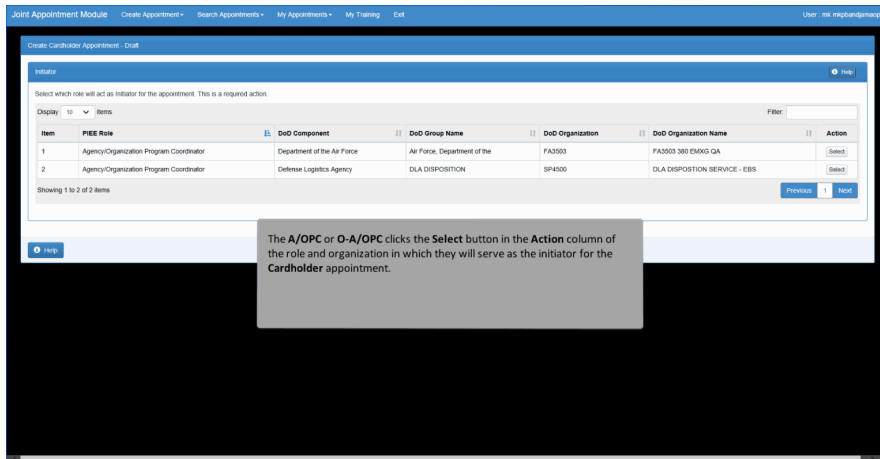 Joint Appointment Module Create Appointment Search Appointments My Appointments My Training Exit User : mk mkpbandjamaop
Create Cardholder Appointment - Draft
Initiator Help
Select which role will act as Initiator for the appointment. This is a required action.
Display 10 items Filter:
Item PIEE Role DoD Component DoD Group Name DoD Organization DoD Organization Name Action
1 Agency/Organization Program Coordinator Department of the Air Force Air Force, Department of the FA3503 FA3503 380 EMXG QA Select
2 Agency/Organization Program Coordinator Defense Logistics Agency DLA DISPOSITION SP4500 DLA DISPOSTION SERVICE - EBS Select
Showing 1 to 2 of 2 items Previous 1 Next
The A/OPC or O-A/OPC clicks the Select button in the Action column of
the role and organization in which they will serve as the initiator for the
Cardholder appointment.
Help